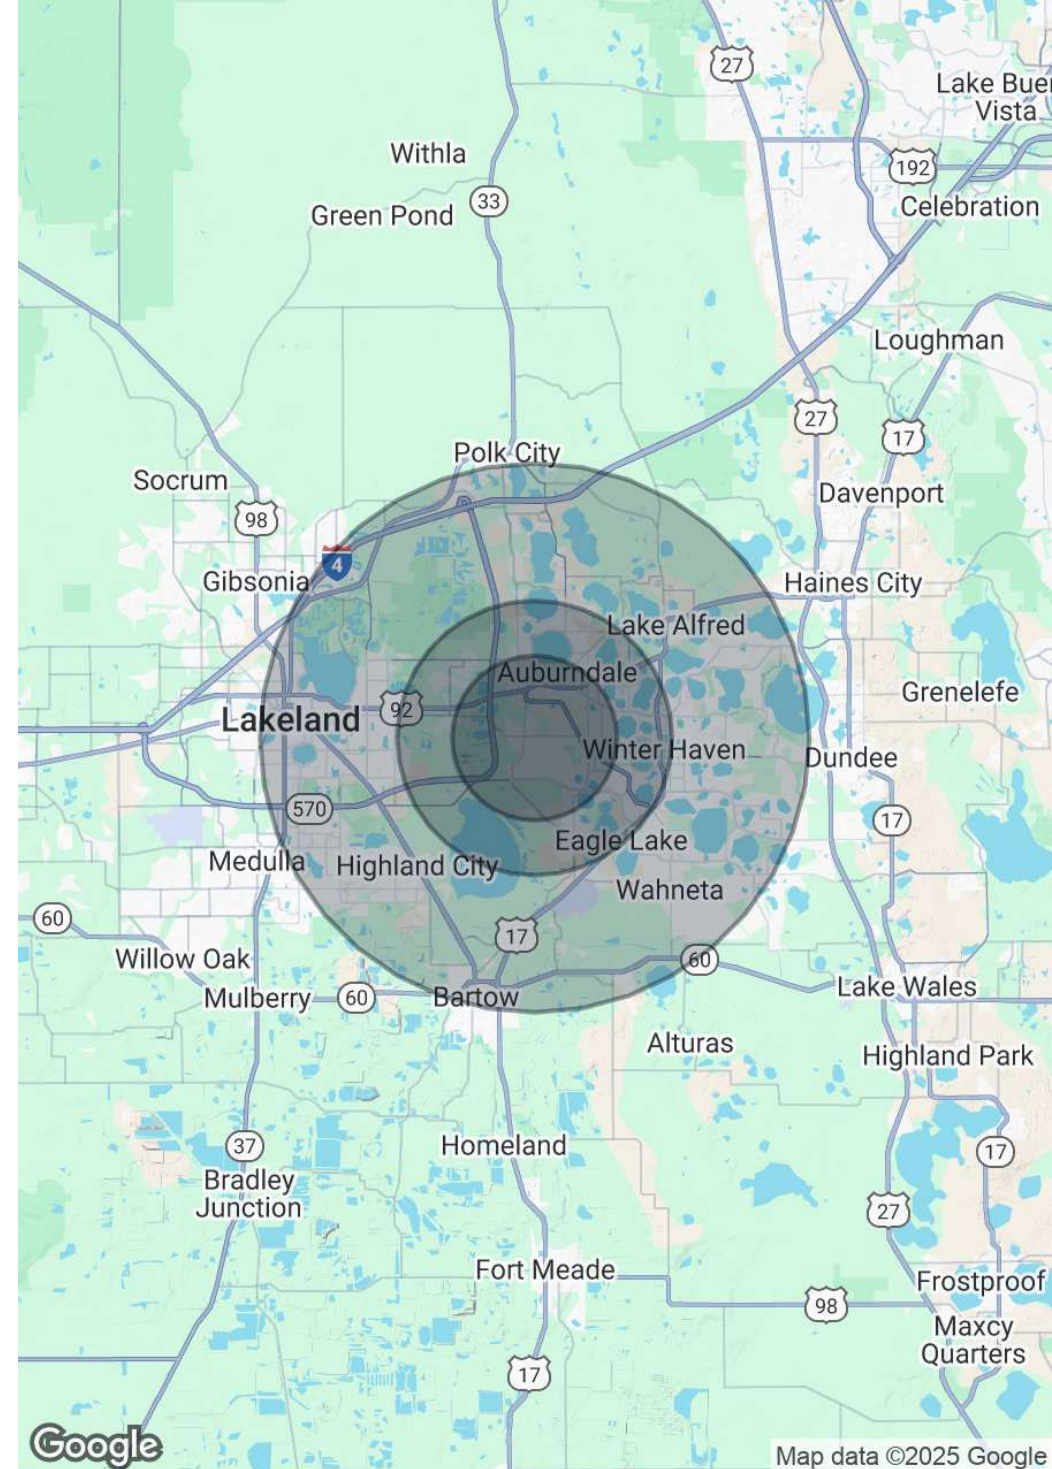 27
Lake Buer
Vista
Withla
192
33
Celebration
Green Pond
Loughman
27
17
Polk City
Socrum
Davenport
98
4
Gibsonia
Haines City
Lake Alfred
Auburndale
Grenelefe
92
Lakeland
Winter Haven
Dundee
570
17
Eagle Lake
Medulla
Highland City
Wahneta
60
17
Willow Oak
60
Lake Wales
Mulberry
60
Bartow
Alturas
Highland Park
Homeland
37
17
Bradley
Junction
27
Fort Meade
Frostproof
98
Maxcy
Quarters
17
Google
Map data ©2025 Google